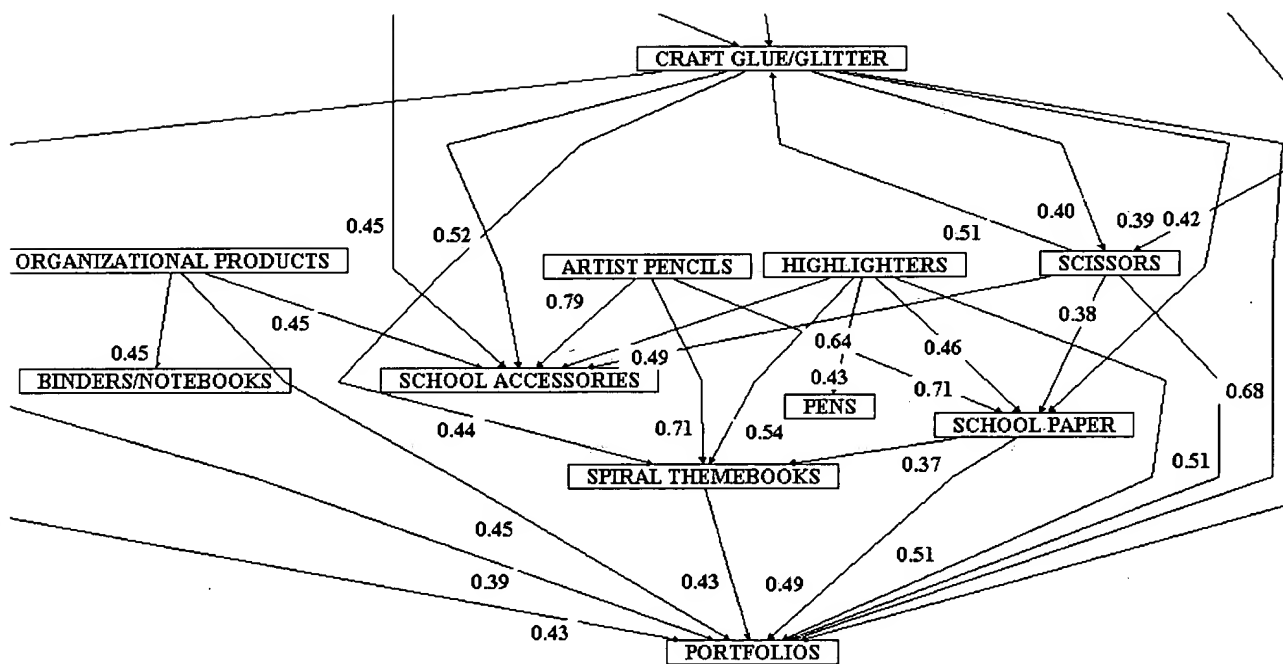 CRAFT GLUE/GLITTER
0.45
0.52
0.51
0.40
0.39
0.42
ORGANIZATIONAL PRODUCTS
ARTIST PENCILS
HIGHLIGHTERS
SCISSORS
0.79
0.45
0.38
0.45
0.49
0.64
0.46
BINDERS/NOTEBOOKS
SCHOOL ACCESSORIES
0.43
0.71
0.68
PENS
SCHOOL PAPER
0.44
0.71
0.54
0.37
0.51
SPIRAL THEMEBOOKS
0.45
0.51
0.39
0.43
0.49
0.43
PORTFOLIOS